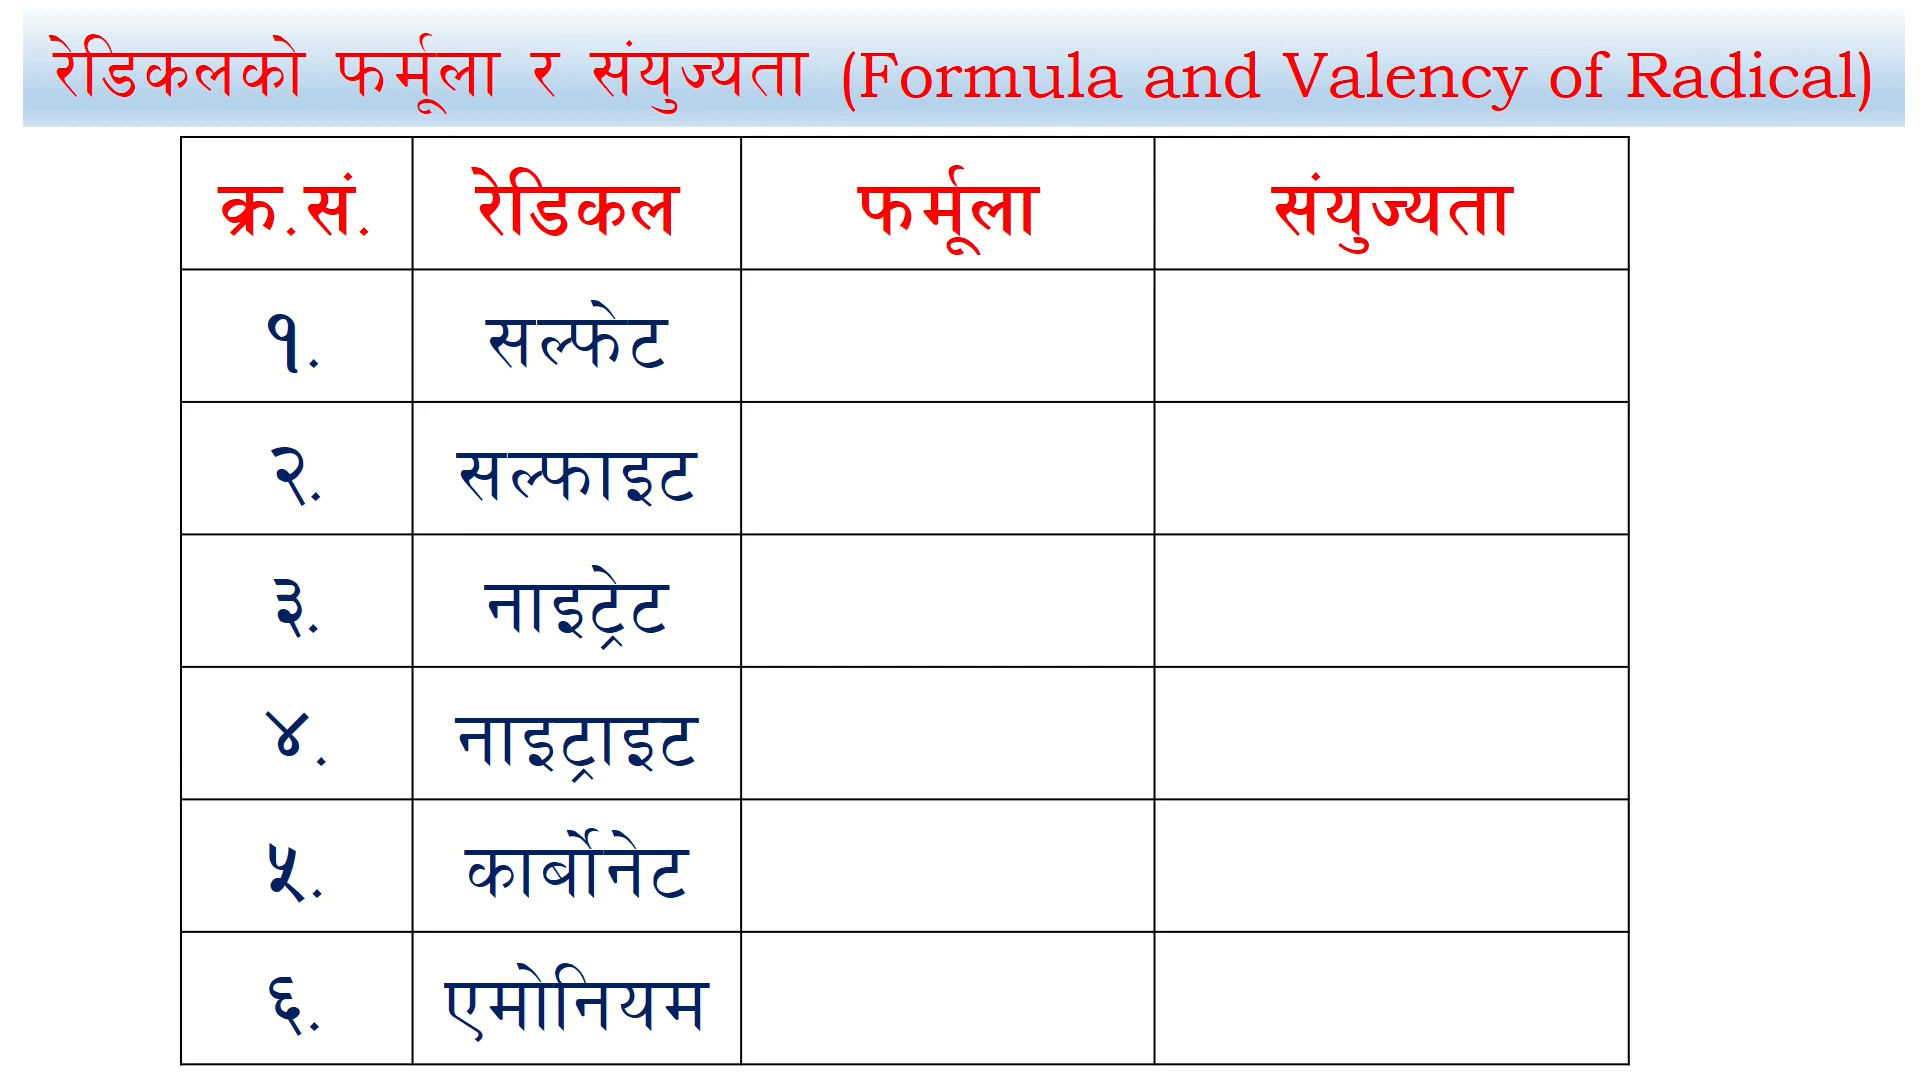 रेडिकलको फर्मूला र संयुज्यता (Formula and Valency of Radical)
क्र.सं. रेडिकल फर्मूला संयुज्यता
१. सल्फेट
२. सल्फाइट
३. नाइट्रेट
४. नाइट्राइट
५. कार्बोनेट
६. एमोनियम